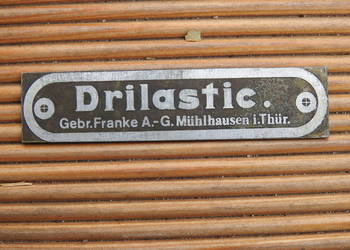 Drilastic.
Gebr. Franke A.-G. Mühlhausen i. Thür.